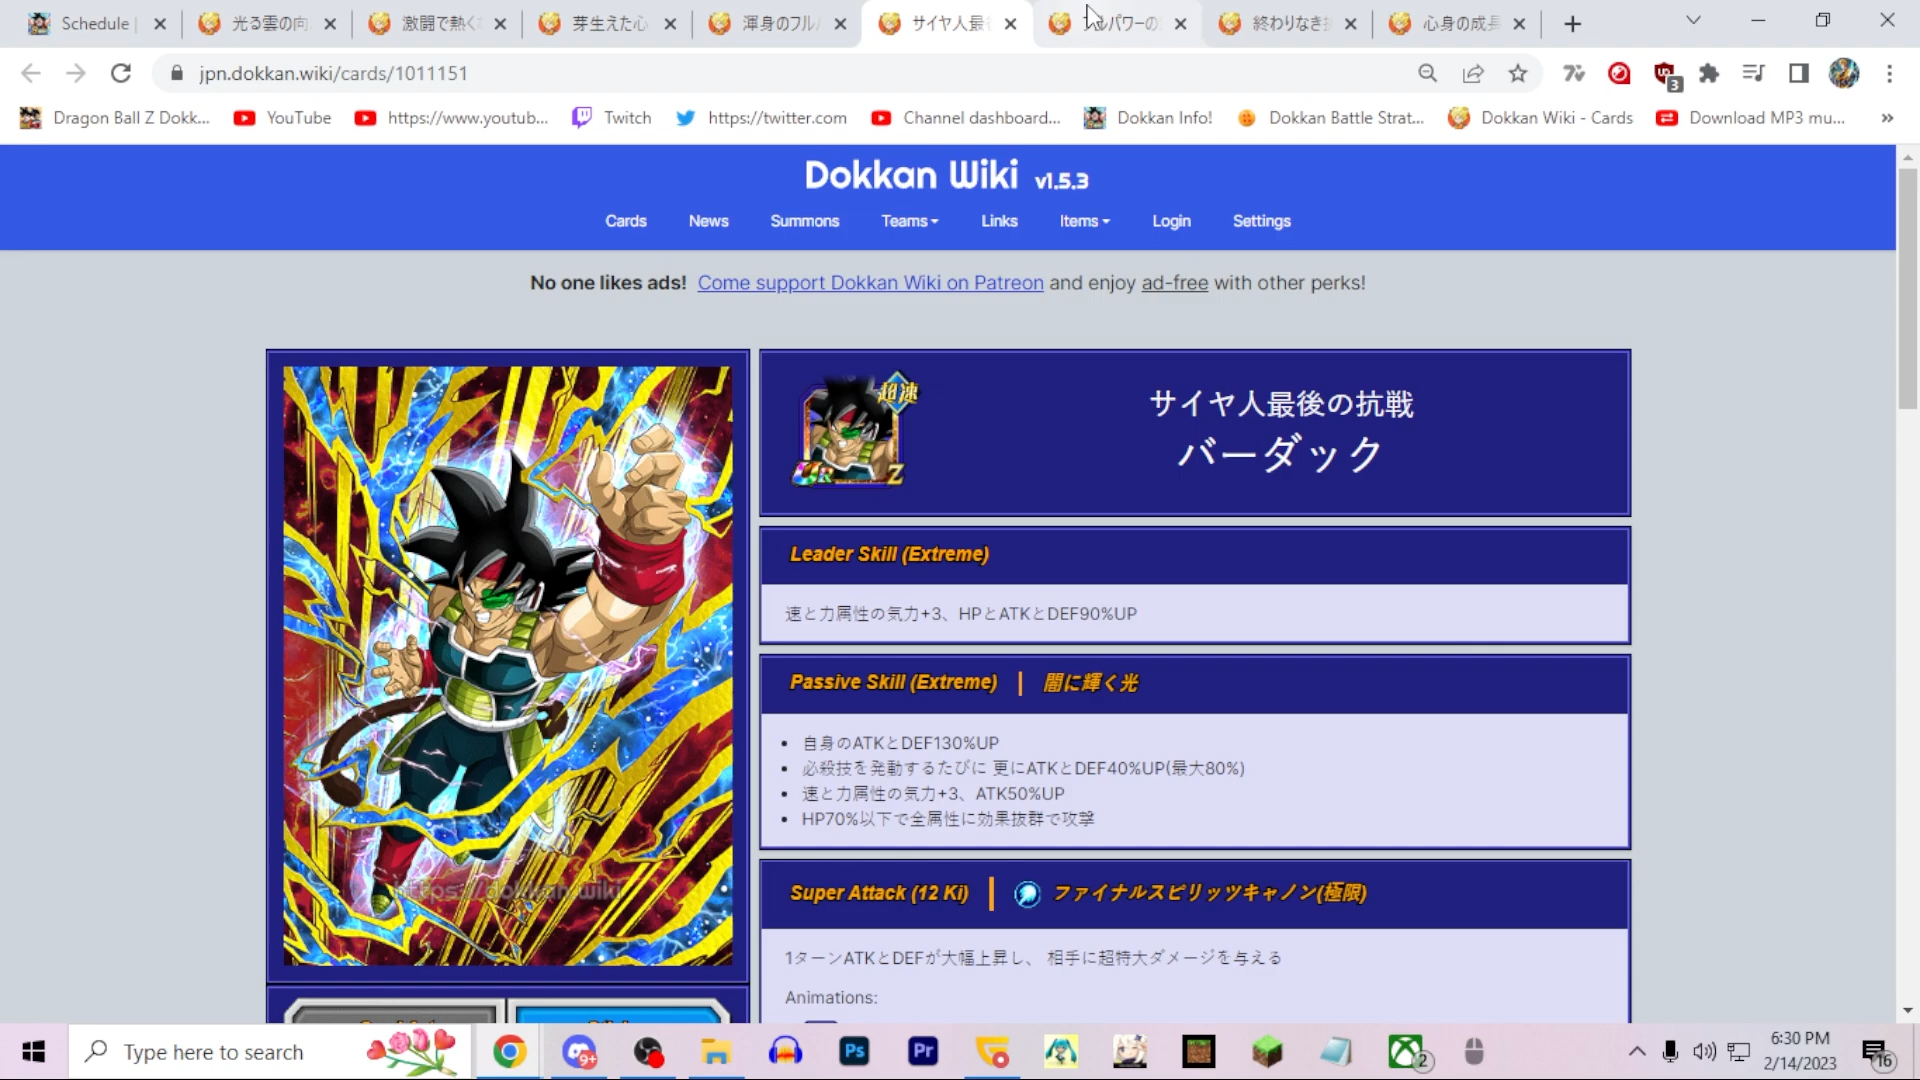 Schedule |
光る雲の向
激闘で熱く
芽生えた心
渾身のフル
サイヤ人最
ルパワーの
終わりなき
心身の成長
jpn.dokkan.wiki/cards/1011151
3
Dragon Ball Z Dokk...
YouTube
https://www.youtub...
Twitch
https://twitter.com
Channel dashboard...
Dokkan Info!
Dokkan Battle Strat...
Dokkan Wiki - Cards
Download MP3 mu...
»
Dokkan Wiki v1.5.3
Cards
News
Summons
Teams
Links
Items
Login
Settings
No one likes ads! Come support Dokkan Wiki on Patreon and enjoy ad-free with other perks!
超速
UR
Z
サイヤ人最後の抗戦
バーダック
Leader Skill (Extreme)
速と力属性の気力+3、HPとATKとDEF90%UP
Passive Skill (Extreme) | 闇に輝く光
自身のATKとDEF130%UP
必殺技を発動するたびに 更にATKとDEF40%UP(最大80%)
速と力属性の気力+3、ATK50%UP
HP70%以下で全属性に効果抜群で攻撃
https://dokkan.wiki
Super Attack (12 Ki) | ファイナルスピリッツキャノン(極限)
1ターンATKとDEFが大幅上昇し、 相手に超特大ダメージを与える
Animations:
Type here to search
9+
Ps
Pr
2
6:30 PM
2/14/2023
16